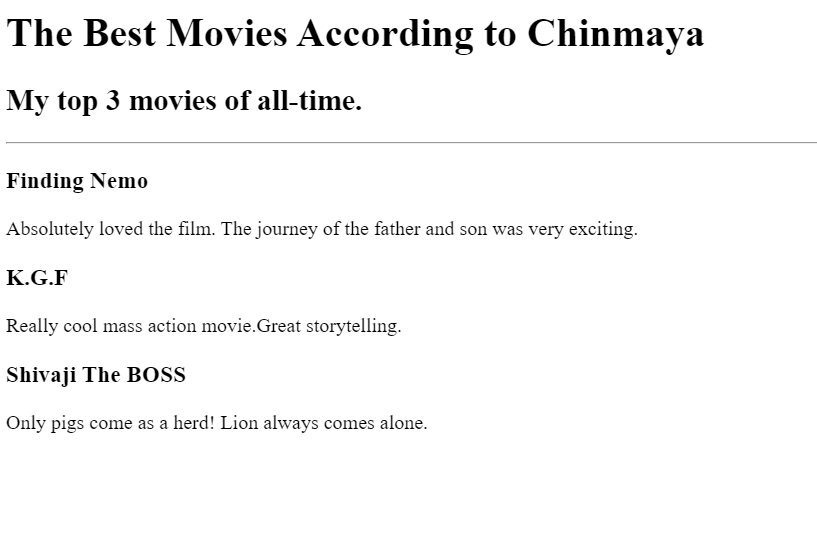 The Best Movies According to Chinmaya
My top 3 movies of all-time.
Finding Nemo
Absolutely loved the film. The journey of the father and son was very exciting.
K.G.F
Really cool mass action movie.Great storytelling.
Shivaji The BOSS
Only pigs come as a herd! Lion always comes alone.